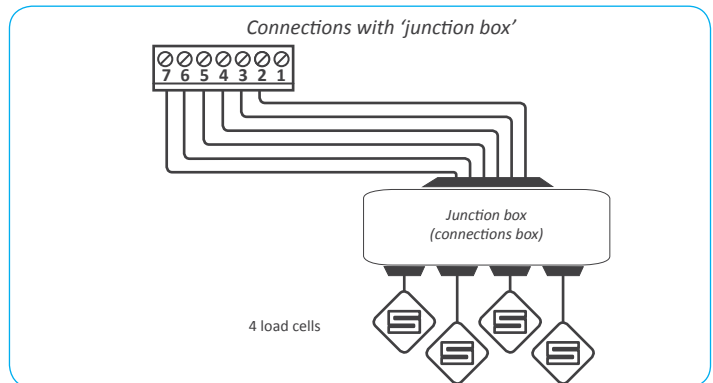 Connections with ‘junction box’
7 6 5 4 3 2 1
Junction box
(connections box)
4 load cells